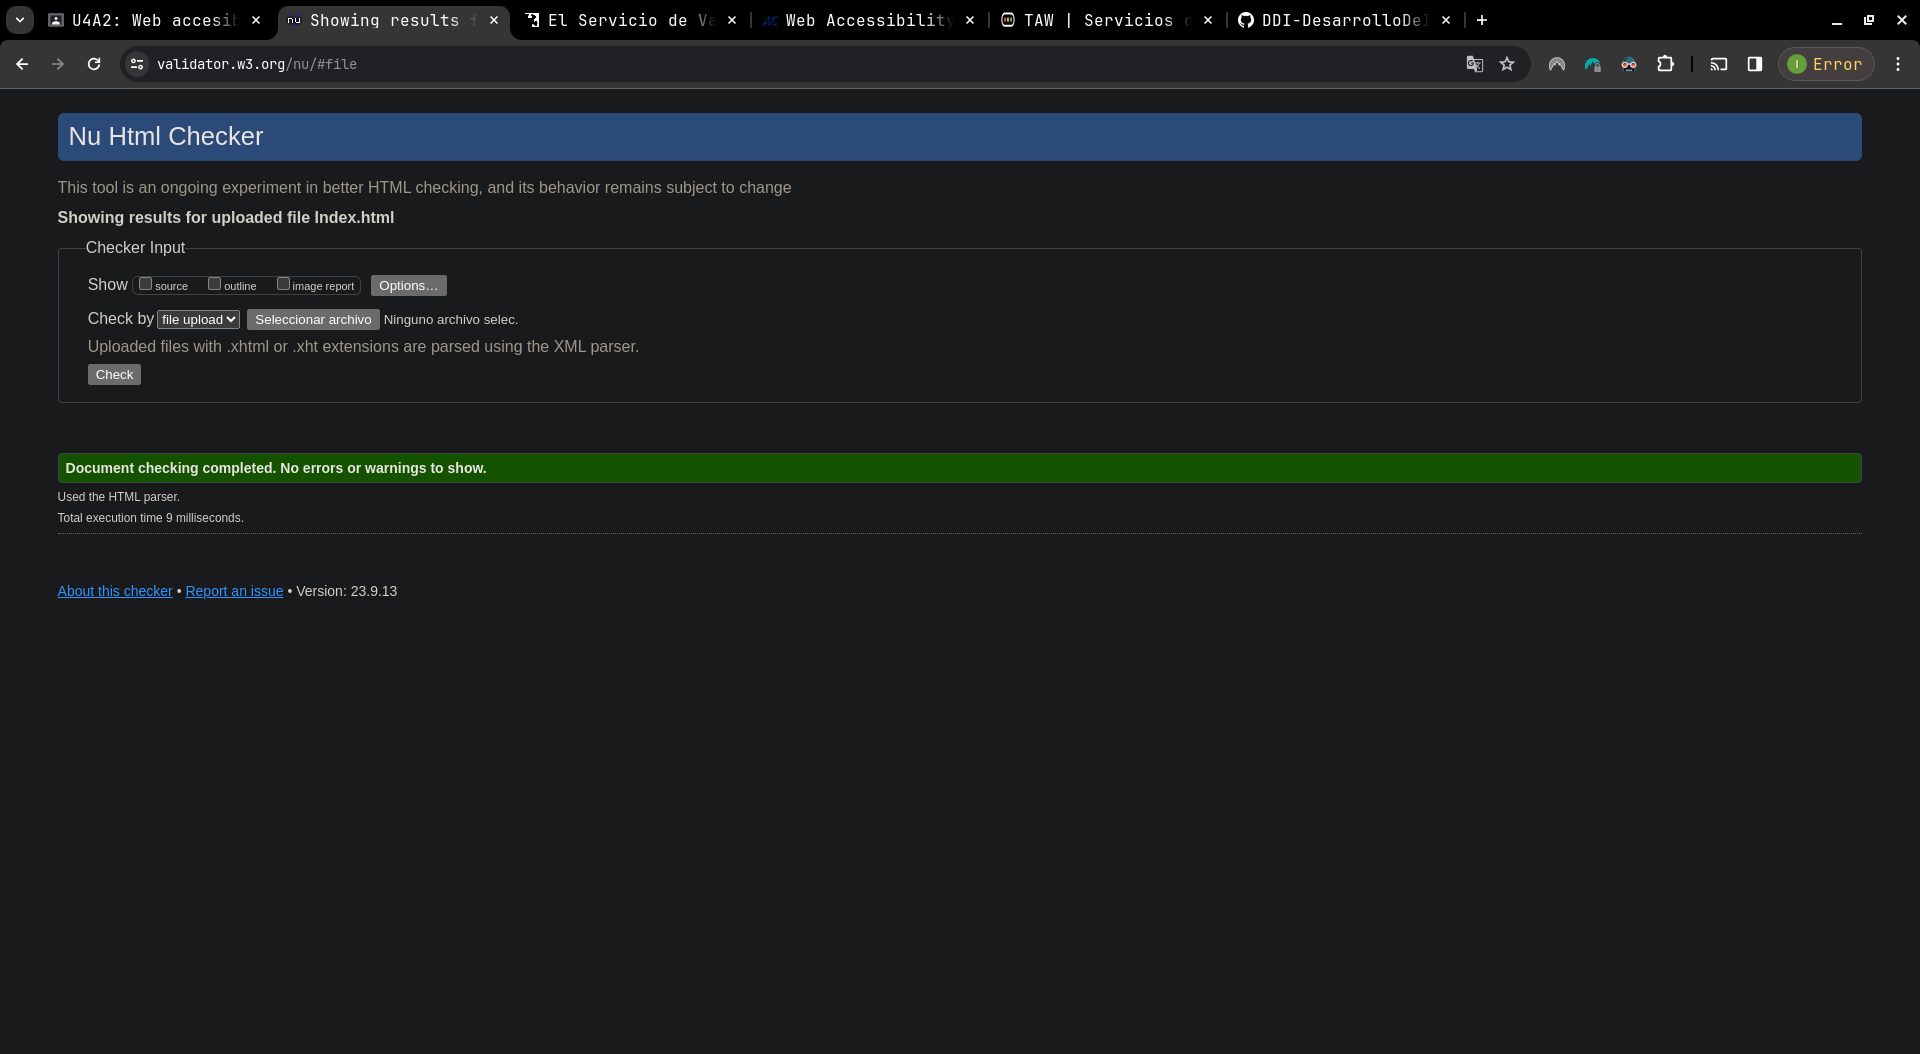 U4A2: Web accesib
Showing results f
El Servicio de Va
Web Accessibility
TAW | Servicios d
DDI-DesarrolloDeI
validator.w3.org/nu/#file
Error
Nu Html Checker
This tool is an ongoing experiment in better HTML checking, and its behavior remains subject to change
Showing results for uploaded file Index.html
Checker Input
Show source outline image report Options…
Check by file upload Seleccionar archivo Ninguno archivo selec.
Uploaded files with .xhtml or .xht extensions are parsed using the XML parser.
Check
Document checking completed. No errors or warnings to show.
Used the HTML parser.
Total execution time 9 milliseconds.
About this checker • Report an issue • Version: 23.9.13